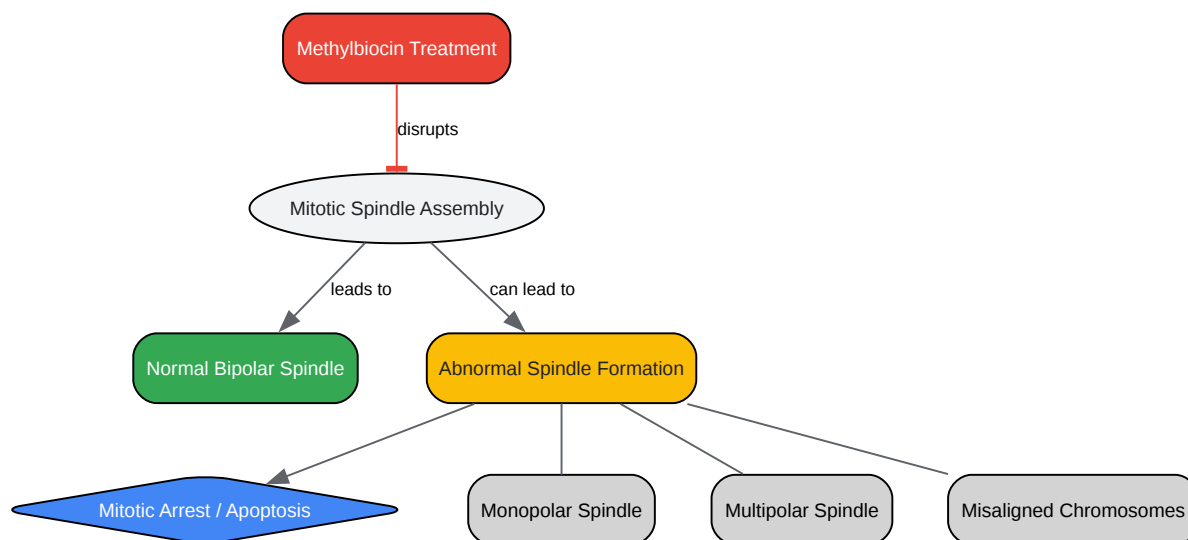 Methylbiocin Treatment
disrupts
Mitotic Spindle Assembly
leads to
can lead to
Normal Bipolar Spindle
Abnormal Spindle Formation
Mitotic Arrest / Apoptosis
Monopolar Spindle
Multipolar Spindle
Misaligned Chromosomes